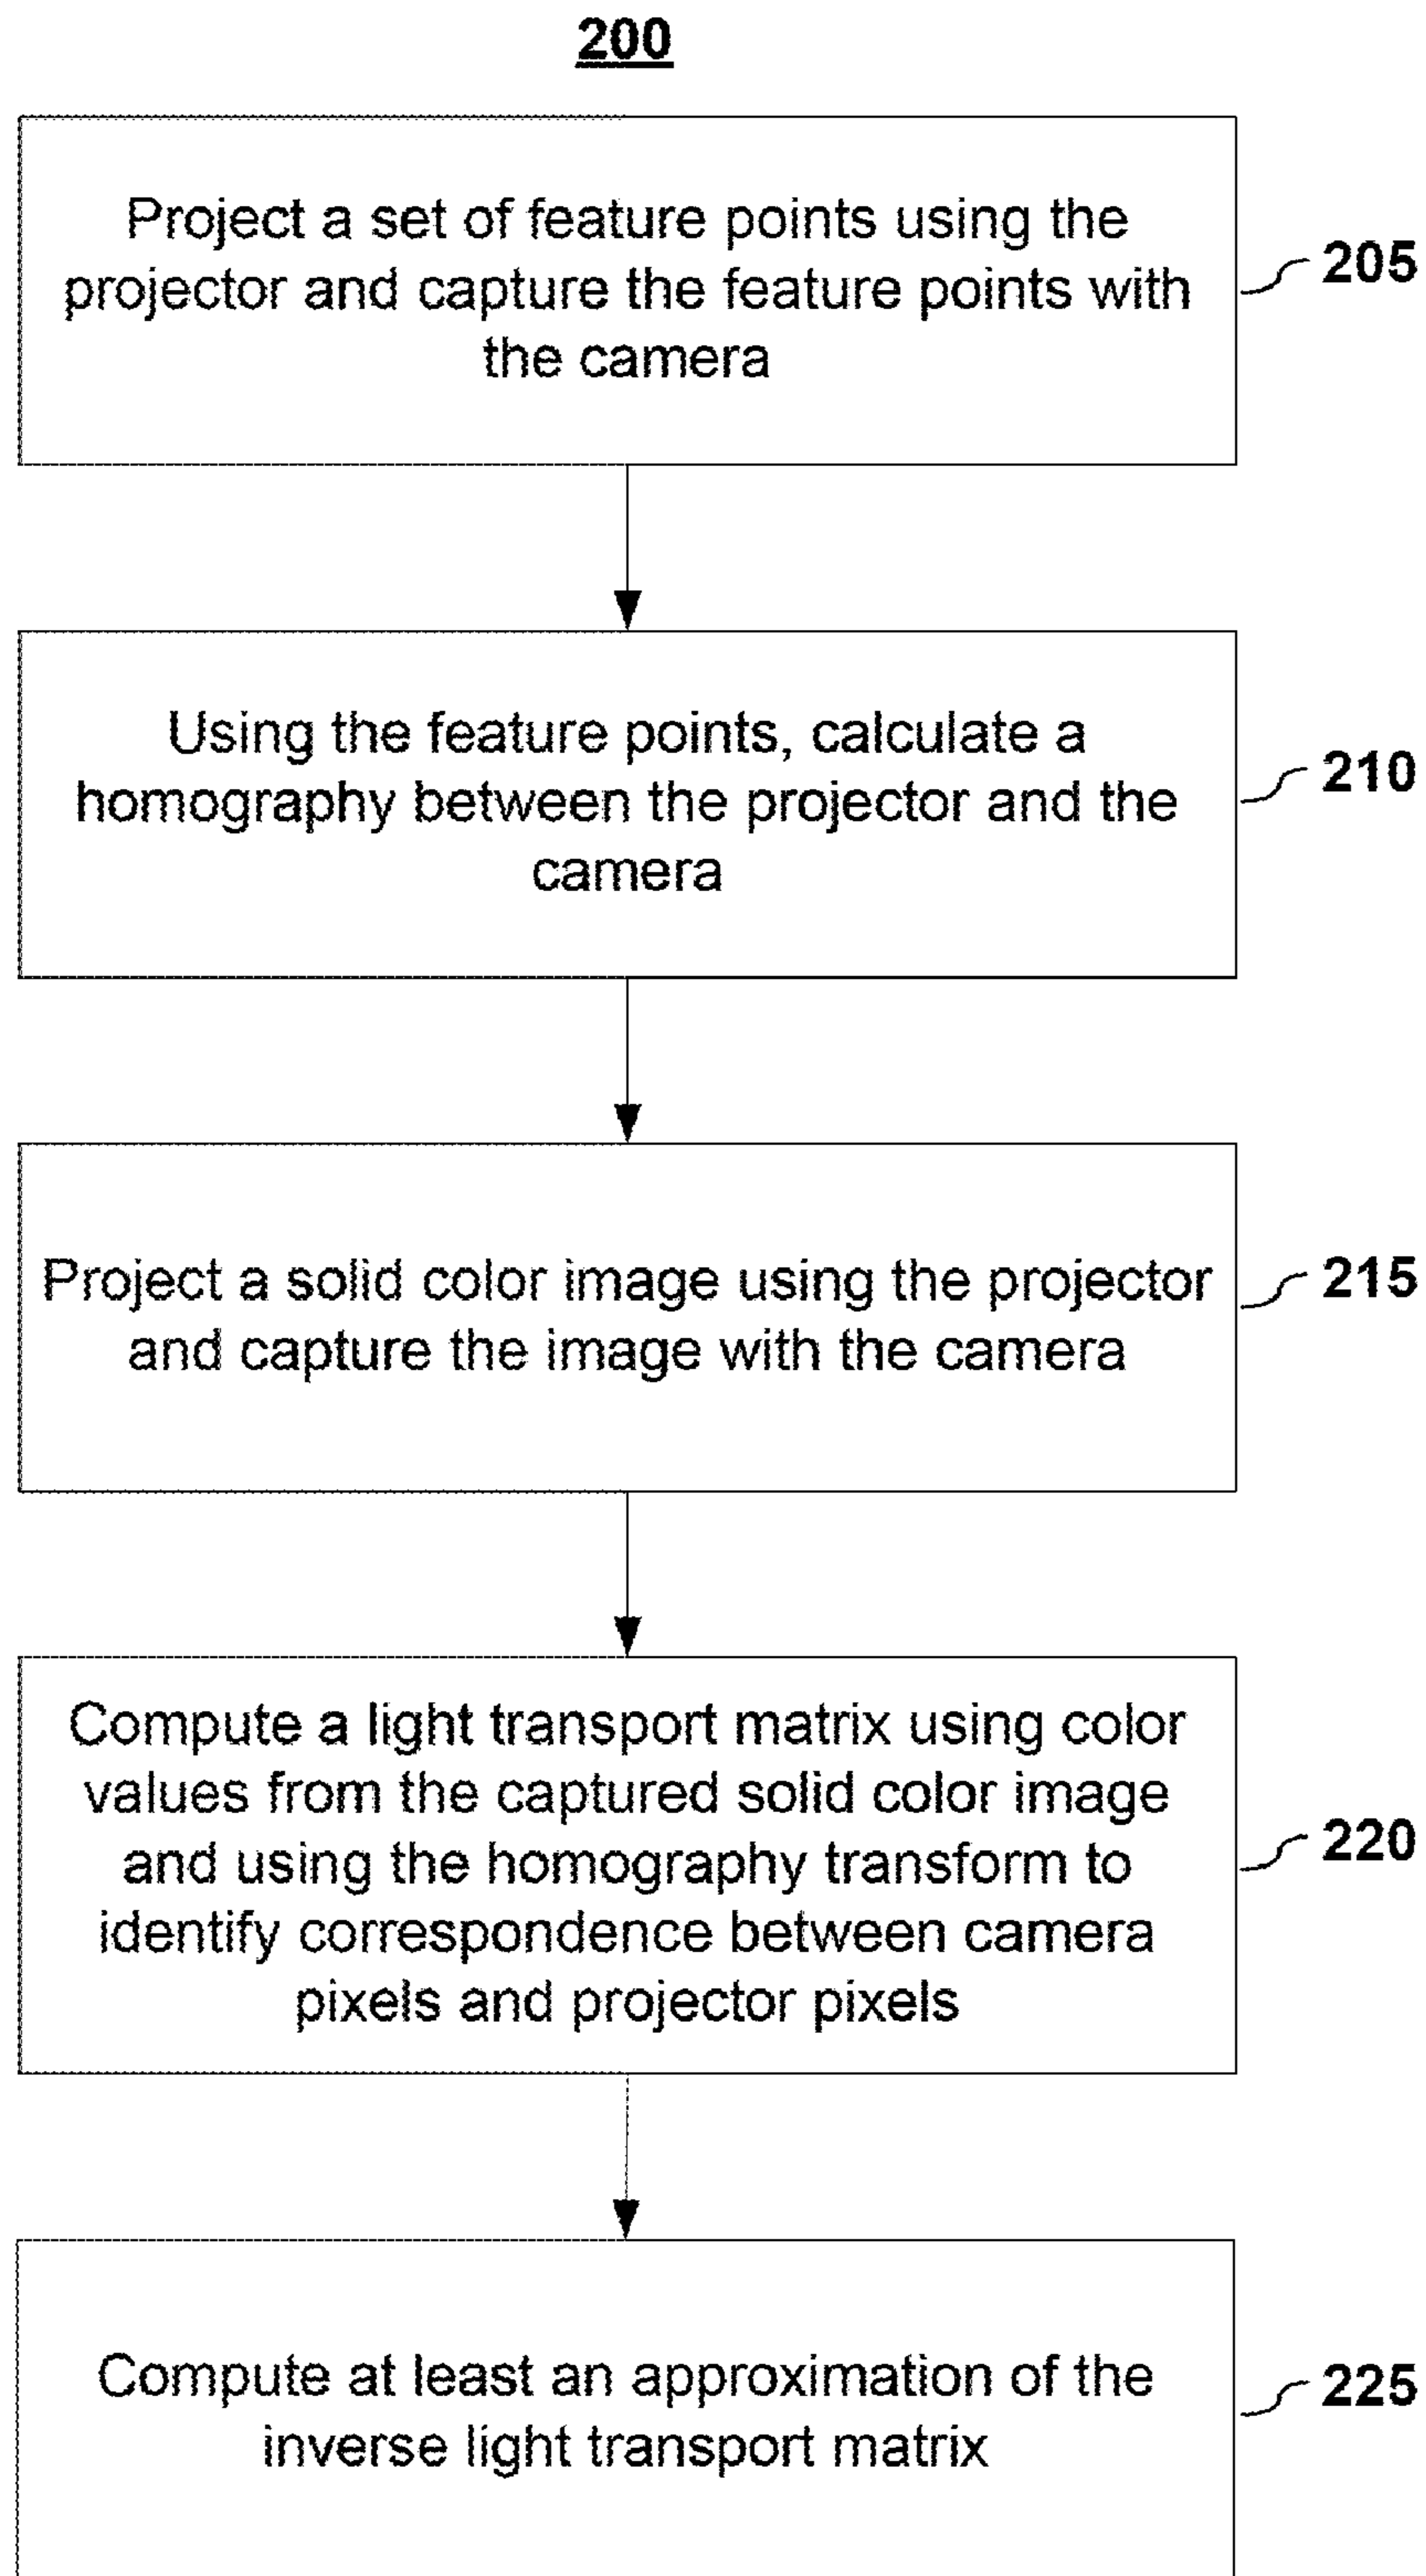 200
Project a set of feature points using the
projector and capture the feature points with
the camera
205
Using the feature points, calculate a
homography between the projector and the
camera
210
Project a solid color image using the projector
and capture the image with the camera
215
Compute a light transport matrix using color
values from the captured solid color image
and using the homography transform to
identify correspondence between camera
pixels and projector pixels
220
Compute at least an approximation of the
inverse light transport matrix
225